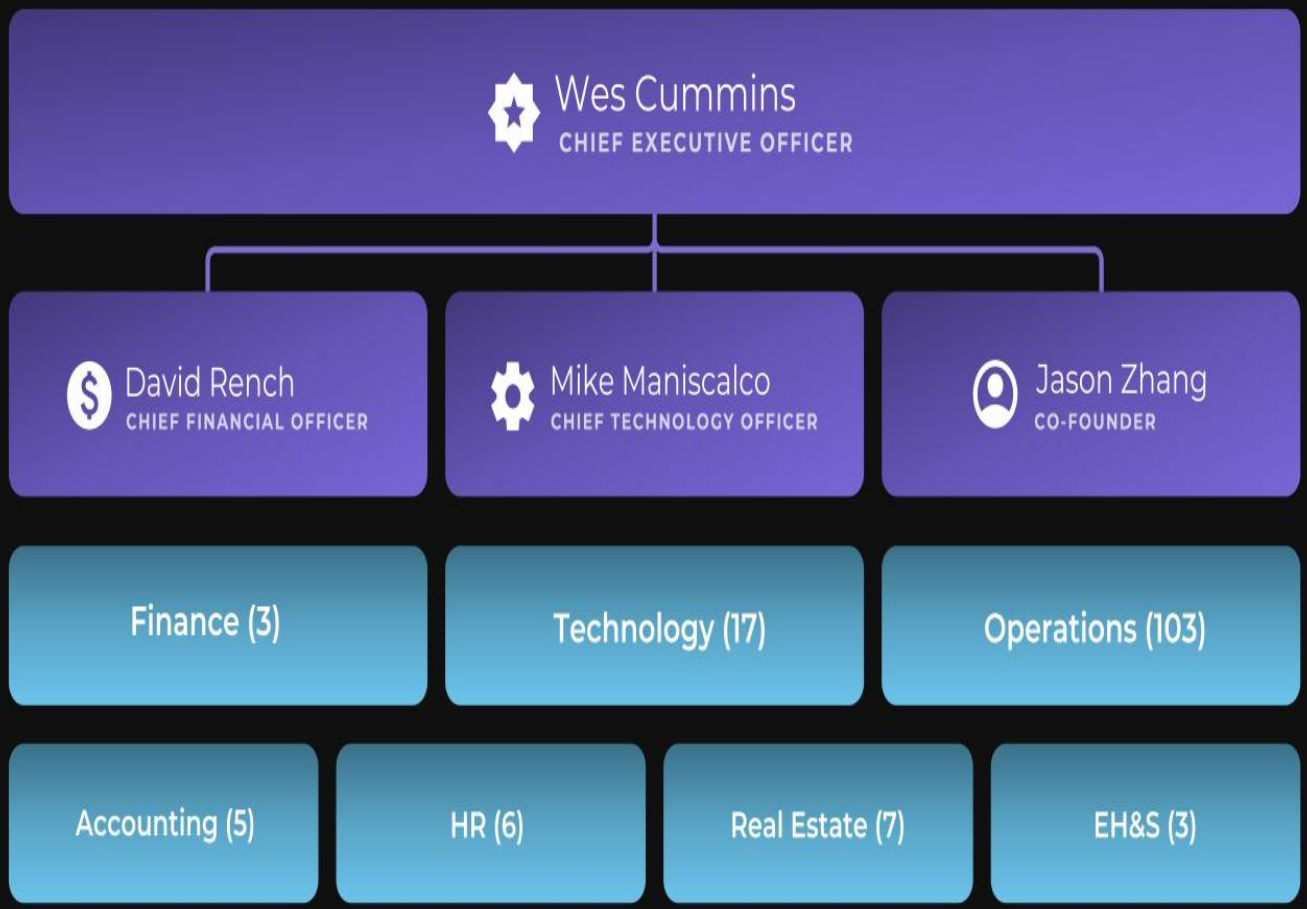 Wes Cummins
CHIEF EXECUTIVE OFFICER
David Rench
CHIEF FINANCIAL OFFICER
Mike Maniscalco
CHIEF TECHNOLOGY OFFICER
Jason Zhang
CO-FOUNDER
Finance (3)
Technology (17)
Operations (103)
Accounting (5)
HR (6)
Real Estate (7)
EH&S (3)